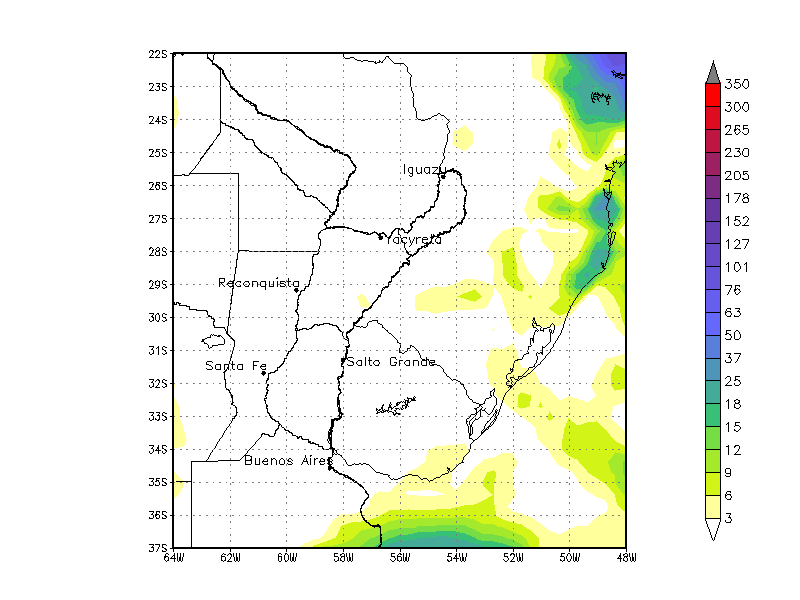 22S
23S
24S
25S
26S
27S
28S
29S
30S
31S
32S
33S
34S
35S
36S
37S
64W 62W 60W 58W 56W 54W 52W 50W 48W
Iguazu
Yacyreta
Reconquista
Santa Fe
Salto Grande
Buenos Aires
350
300
265
230
205
178
152
127
101
76
63
50
37
25
18
15
12
9
6
3